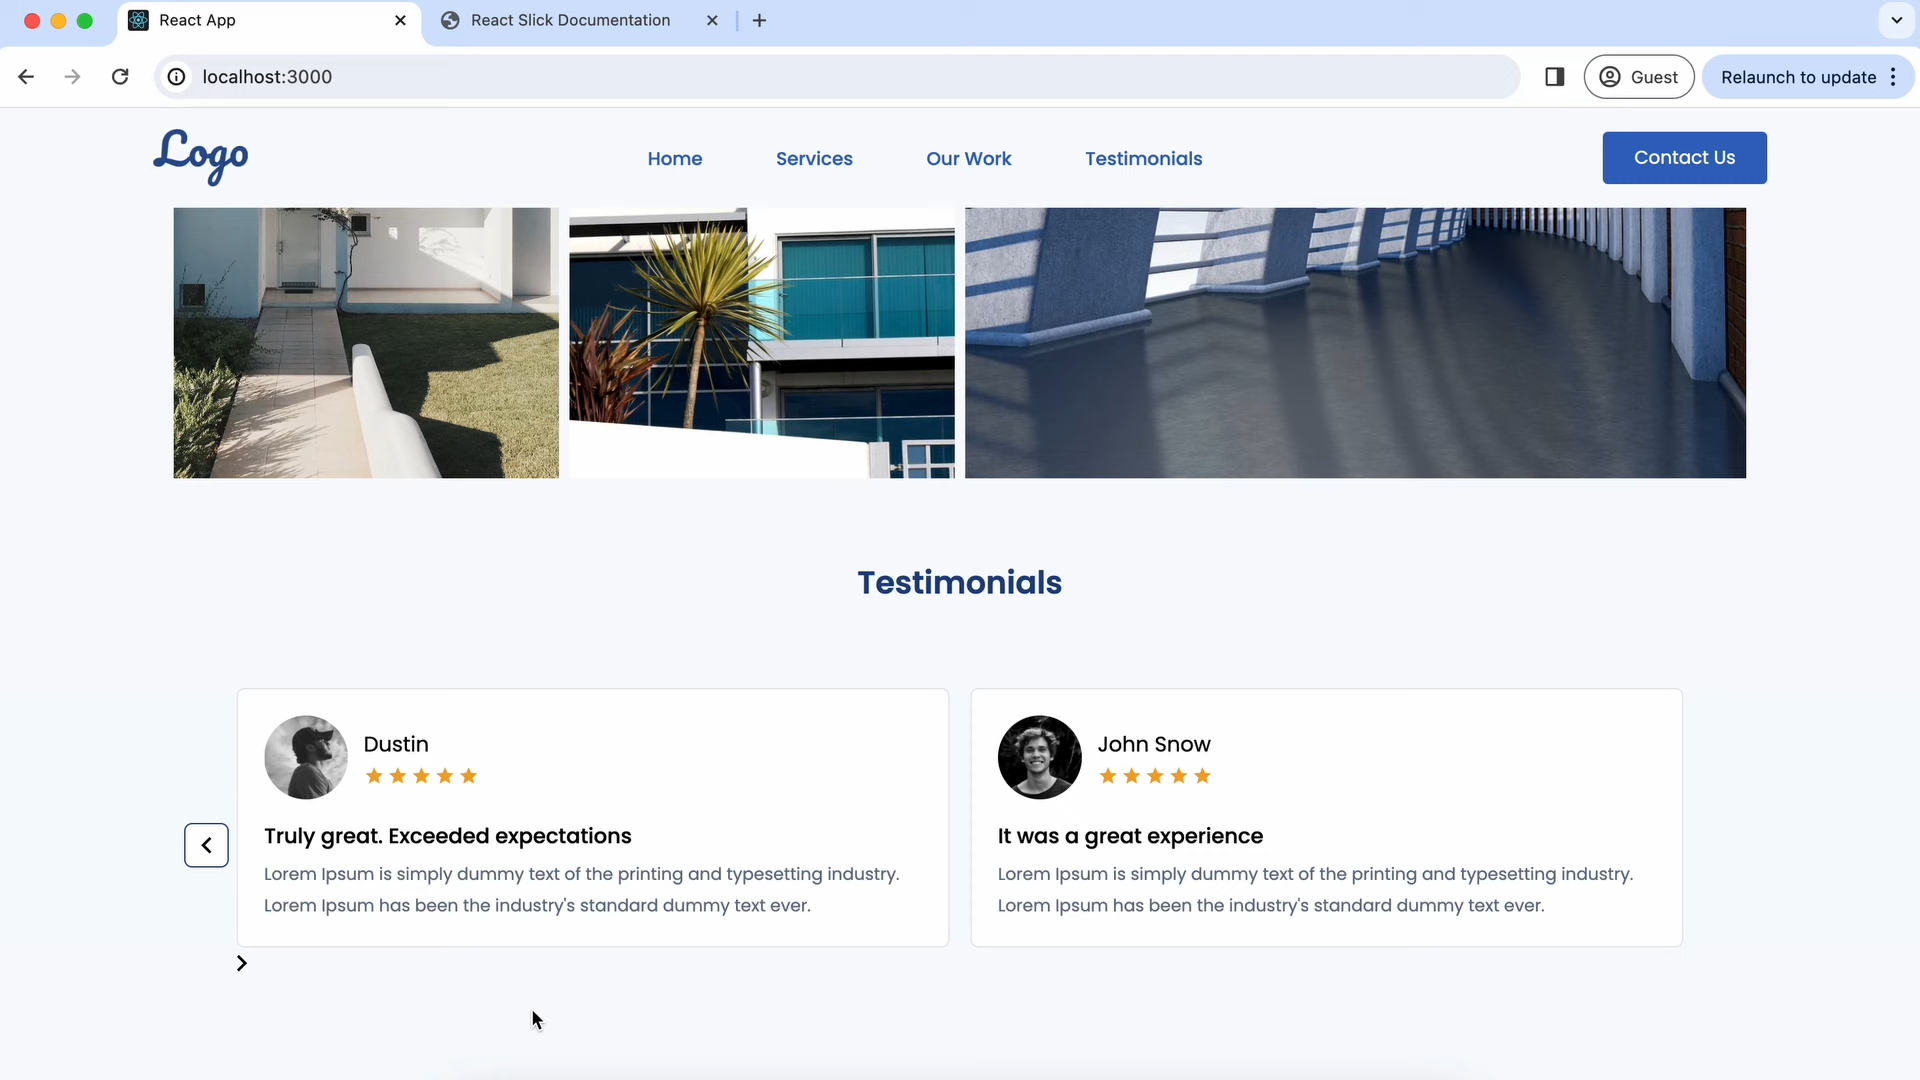 React App
React Slick Documentation
localhost:3000
Guest
Relaunch to update
Logo
Home
Services
Our Work
Testimonials
Contact Us
Testimonials
Dustin
Truly great. Exceeded expectations
Lorem Ipsum is simply dummy text of the printing and typesetting industry.
Lorem Ipsum has been the industry's standard dummy text ever.
John Snow
It was a great experience
Lorem Ipsum is simply dummy text of the printing and typesetting industry.
Lorem Ipsum has been the industry's standard dummy text ever.